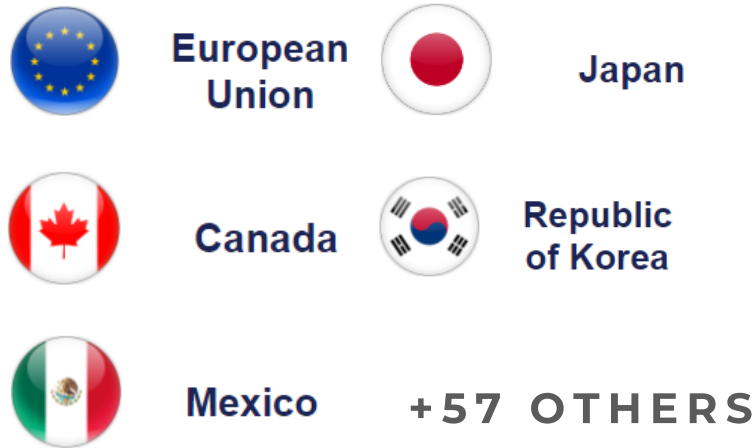 European
Union
Japan
Canada
Republic
of Korea
Mexico
+57 OTHERS